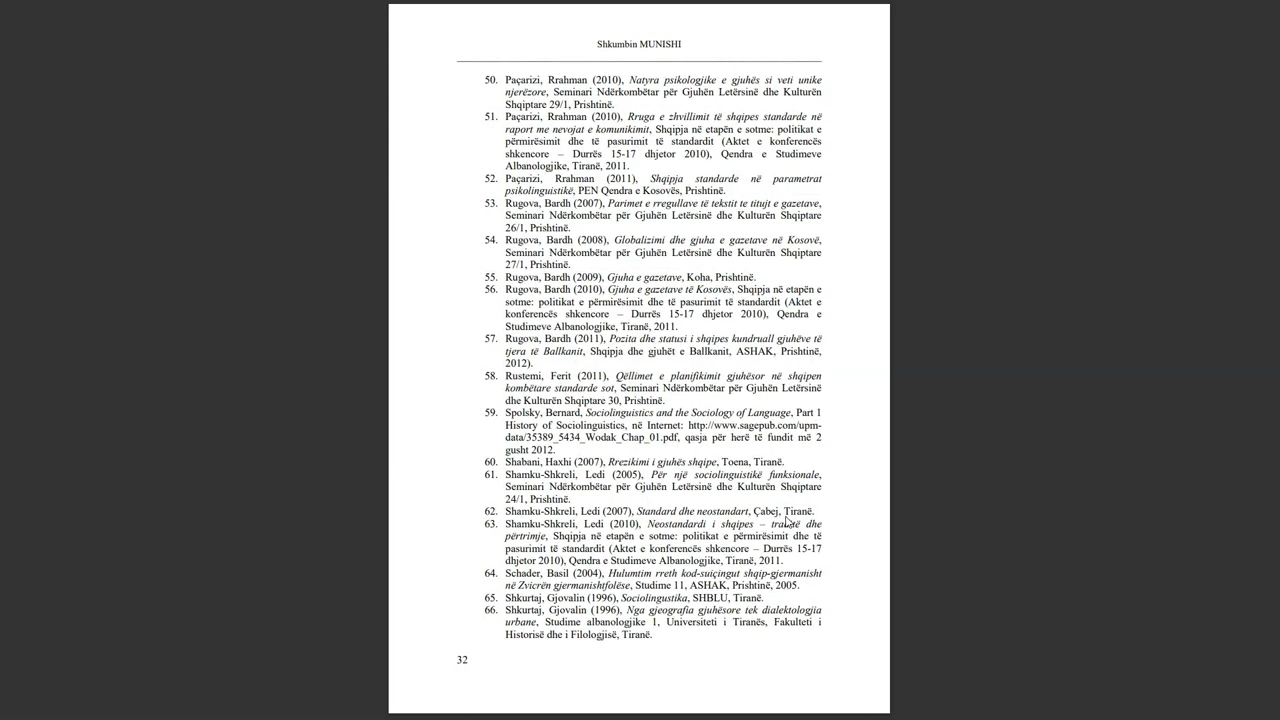 Shkumbin MUNISHI
50. Paçarizi, Rrahman (2010), Natyra psikologjike e gjuhës si veti unike
njerëzore, Seminari Ndërkombëtar për Gjuhën Letërsinë dhe Kulturën
Shqiptare 29/1, Prishtinë.
51. Paçarizi, Rrahman (2010), Rruga e zhvillimit të shqipes standarde në
raport me nevojat e komunikimit, Shqipja në etapën e sotme: politikat e
përmirësimit dhe të pasurimit të standardit (Aktet e konferencës
shkencore – Durrës 15-17 dhjetor 2010), Qendra e Studimeve
Albanologjike, Tiranë, 2011.
52. Paçarizi, Rrahman (2011), Shqipja standarde në parametrat
psikolinguistikë, PEN Qendra e Kosovës, Prishtinë.
53. Rugova, Bardh (2007), Parimet e rregullave të tekstit te titujt e gazetave,
Seminari Ndërkombëtar për Gjuhën Letërsinë dhe Kulturën Shqiptare
26/1, Prishtinë.
54. Rugova, Bardh (2008), Globalizimi dhe gjuha e gazetave në Kosovë,
Seminari Ndërkombëtar për Gjuhën Letërsinë dhe Kulturën Shqiptare
27/1, Prishtinë.
55. Rugova, Bardh (2009), Gjuha e gazetave, Koha, Prishtinë.
56. Rugova, Bardh (2010), Gjuha e gazetave të Kosovës, Shqipja në etapën e
sotme: politikat e përmirësimit dhe të pasurimit të standardit (Aktet e
konferencës shkencore – Durrës 15-17 dhjetor 2010), Qendra e
Studimeve Albanologjike, Tiranë, 2011.
57. Rugova, Bardh (2011), Pozita dhe statusi i shqipes kundruall gjuhëve të
tjera të Ballkanit, Shqipja dhe gjuhët e Ballkanit, ASHAK, Prishtinë,
2012).
58. Rustemi, Ferit (2011), Qëllimet e planifikimit gjuhësor në shqipen
kombëtare standarde sot, Seminari Ndërkombëtar për Gjuhën Letërsinë
dhe Kulturën Shqiptare 30, Prishtinë.
59. Spolsky, Bernard, Sociolinguistics and the Sociology of Language, Part 1
History of Sociolinguistics, në Internet: http://www.sagepub.com/upm-
data/35389_5434_Wodak_Chap_01.pdf, qasja për herë të fundit më 2
gusht 2012.
60. Shabani, Haxhi (2007), Rrezikimi i gjuhës shqipe, Toena, Tiranë.
61. Shamku-Shkreli, Ledi (2005), Për një sociolinguistikë funksionale,
Seminari Ndërkombëtar për Gjuhën Letërsinë dhe Kulturën Shqiptare
24/1, Prishtinë.
62. Shamku-Shkreli, Ledi (2007), Standard dhe neostandart, Çabej, Tiranë.
63. Shamku-Shkreli, Ledi (2010), Neostandardi i shqipes – dhe
përtrimje, Shqipja në etapën e sotme: politikat e përmirësimit dhe të
pasurimit të standardit (Aktet e konferencës shkencore – Durrës 15-17
dhjetor 2010), Qendra e Studimeve Albanologjike, Tiranë, 2011.
64. Schader, Basil (2004), Hulumtim rreth kod-suiçingut shqip-gjermanisht
në Zvicrën gjermanishtfolëse, Studime 11, ASHAK, Prishtinë, 2005.
65. Shkurtaj, Gjovalin (1996), Sociolingustika, SHBLU, Tiranë.
66. Shkurtaj, Gjovalin (1996), Nga gjeografia gjuhësore tek dialektologjia
urbane, Studime albanologjike 1, Universiteti i Tiranës, Fakulteti i
Historisë dhe i Filologjisë, Tiranë.
32